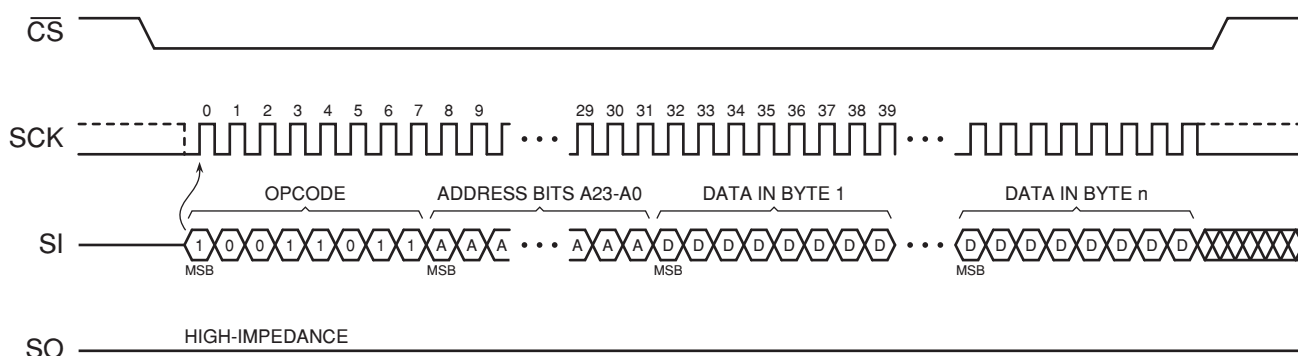 CS
0 1 2 3 4 5 6 7 8 9 29 30 31 32 33 34 35 36 37 38 39
SCK
OPCODE ADDRESS BITS A23-A0 DATA IN BYTE 1 DATA IN BYTE n
SI 1 0 0 1 1 0 1 1 A A A A A A D D D D D D D D D D D D D D D D
MSB MSB MSB MSB
HIGH-IMPEDANCE
SO